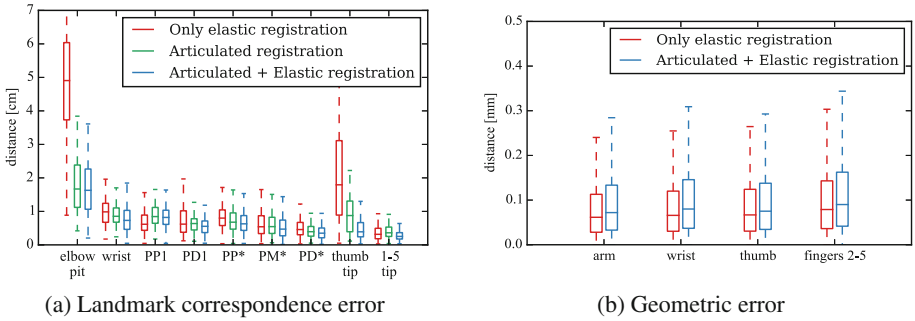 (a)
7
6
5
4
3
2
1
0
distance [cm]
Only elastic registration
Articulated registration
Articulated + Elastic registration
elbow pit
wrist
PP1
PD1
PP*
PM*
PD*
thumb tip
1-5 tip
(a) Landmark correspondence error
(b)
0.5
0.4
0.3
0.2
0.1
0.0
distance [mm]
Only elastic registration
Articulated + Elastic registration
arm
wrist
thumb
fingers 2-5
(b) Geometric error